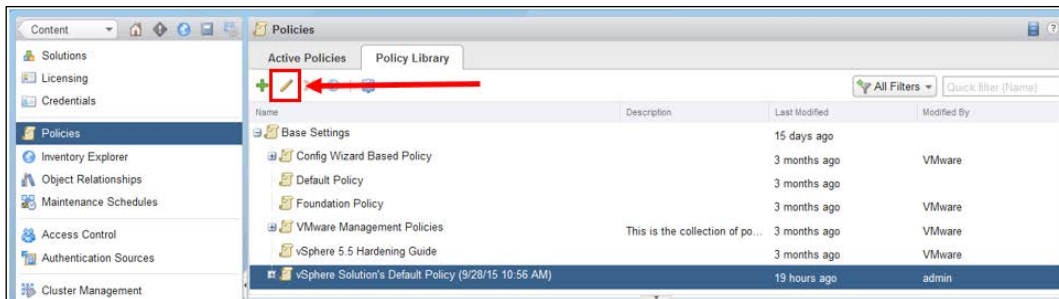 Content
Policies
Solutions
Active Policies
Policy Library
Licensing
All Filters
Quick filter (Name)
Credentials
Name
Description
Last Modified
Modified By
Policies
Base Settings
15 days ago
Inventory Explorer
Config Wizard Based Policy
3 months ago
VMware
Object Relationships
Default Policy
3 months ago
Maintenance Schedules
Foundation Policy
3 months ago
VMware
VMware Management Policies
This is the collection of po...
3 months ago
VMware
Access Control
Authentication Sources
vSphere 5.5 Hardening Guide
3 months ago
VMware
vSphere Solution's Default Policy (9/28/15 10:56 AM)
19 hours ago
admin
Cluster Management